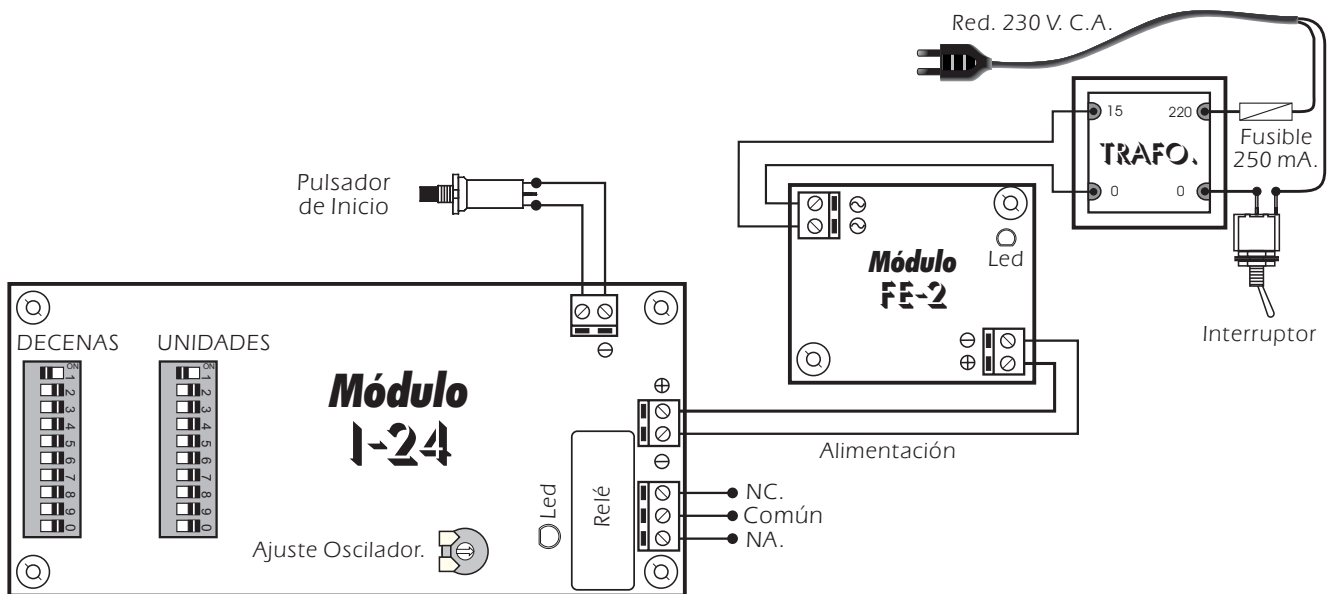 Red. 230 V. C.A.
15
220
TRAFO.
0
0
Fusible
250 mA.
Interruptor
Pulsador
de Inicio
Led
Módulo
FE-2
DECENAS
UNIDADES
ON
1
2
3
4
5
6
7
8
9
0
ON
1
2
3
4
5
6
7
8
9
0
Módulo
I-24
Alimentación
Led
Relé
NC.
Común
NA.
Ajuste Oscilador.